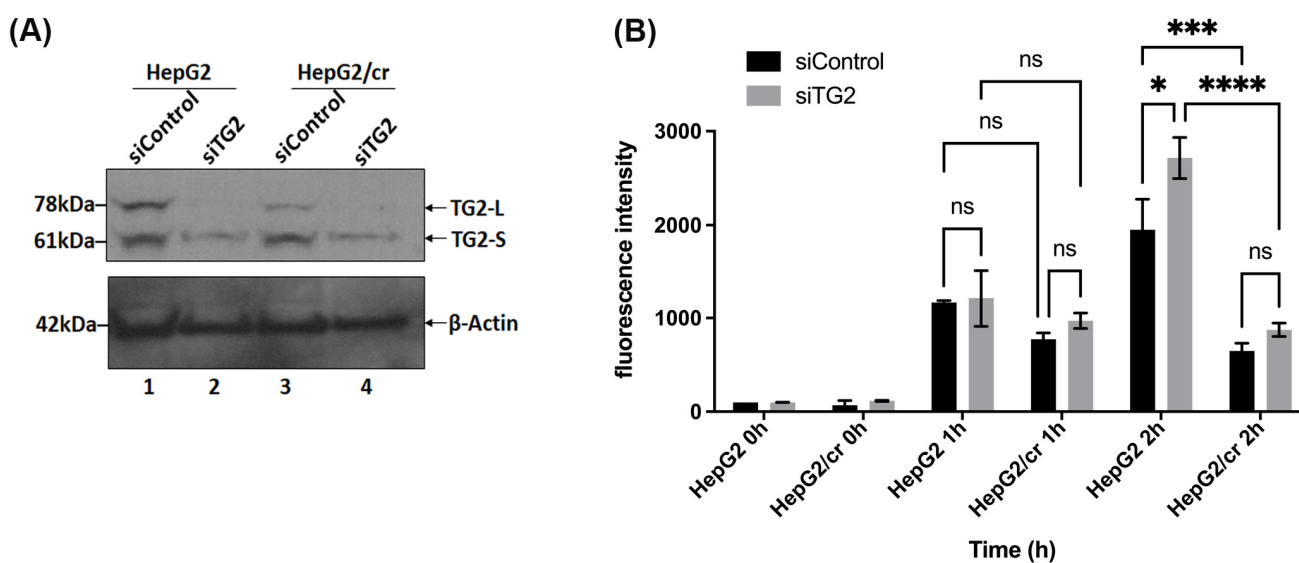 (A)
HepG2 HepG2/cr
siControl siTG2 siControl siTG2
78kDa TG2-L
61kDa TG2-S
42kDa β-Actin
1 2 3 4
(B)
siControl
siTG2
***
ns
* ****
ns
ns
ns
ns
fluorescence intensity
3000
2000
1000
0
HepG2 0h
HepG2/cr 0h
HepG2 1h
HepG2/cr 1h
HepG2 2h
HepG2/cr 2h
Time (h)